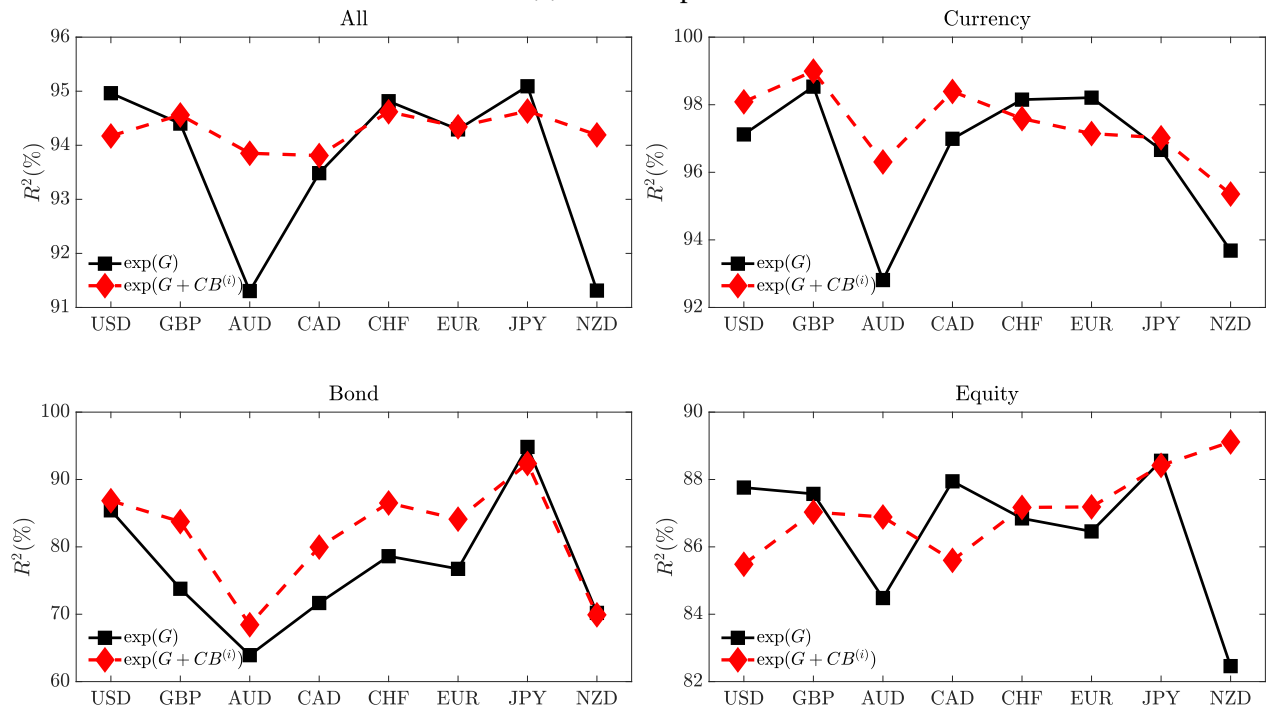 All
96
95
94
93
92
91
R²(%)
exp(G)
exp(G + CB⁽ⁱ⁾)
USD GBP AUD CAD CHF EUR JPY NZD
Currency
100
98
96
94
92
R²(%)
exp(G)
exp(G + CB⁽ⁱ⁾)
USD GBP AUD CAD CHF EUR JPY NZD
Bond
100
90
80
70
60
R²(%)
exp(G)
exp(G + CB⁽ⁱ⁾)
USD GBP AUD CAD CHF EUR JPY NZD
Equity
90
88
86
84
82
R²(%)
exp(G)
exp(G + CB⁽ⁱ⁾)
USD GBP AUD CAD CHF EUR JPY NZD